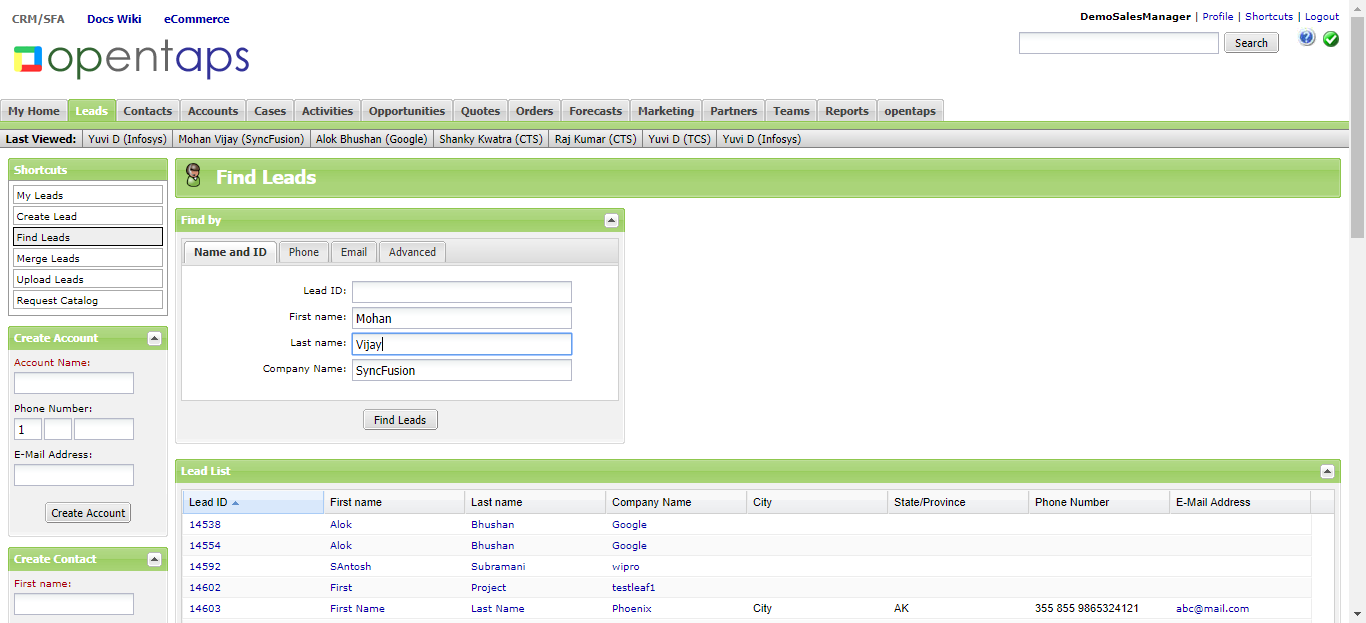 CRM/SFA Docs Wiki eCommerce
DemoSalesManager | Profile | Shortcuts | Logout
opentaps
Search
My Home Leads Contacts Accounts Cases Activities Opportunities Quotes Orders Forecasts Marketing Partners Teams Reports opentaps
Last Viewed: Yuvi D (Infosys) Mohan Vijay (SyncFusion) Alok Bhushan (Google) Shanky Kwatra (CTS) Raj Kumar (CTS) Yuvi D (TCS) Yuvi D (Infosys)
Shortcuts
My Leads
Create Lead
Find Leads
Merge Leads
Upload Leads
Request Catalog
Create Account
Account Name:
Phone Number:
1
E-Mail Address:
Create Account
Create Contact
First name:
Find Leads
Find by
Name and ID Phone Email Advanced
Lead ID:
First name: Mohan
Last name: Vijay
Company Name: SyncFusion
Find Leads
Lead List
Lead ID First name Last name Company Name City State/Province Phone Number E-Mail Address
14538 Alok Bhushan Google
14554 Alok Bhushan Google
14592 SAntosh Subramani wipro
14602 First Project testleaf1
14603 First Name Last Name Phoenix City AK 355 855 9865324121 abc@mail.com